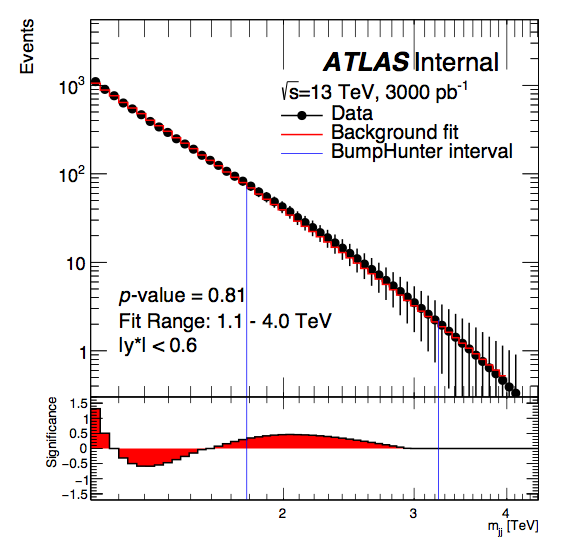 Events
10³
10²
10
1
ATLAS Internal
√s=13 TeV, 3000 pb⁻¹
Data
Background fit
BumpHunter interval
p-value = 0.81
Fit Range: 1.1 - 4.0 TeV
|y*| < 0.6
Significance
1.5
1
0.5
0
−0.5
−1
−1.5
2 3 4
mjj [TeV]